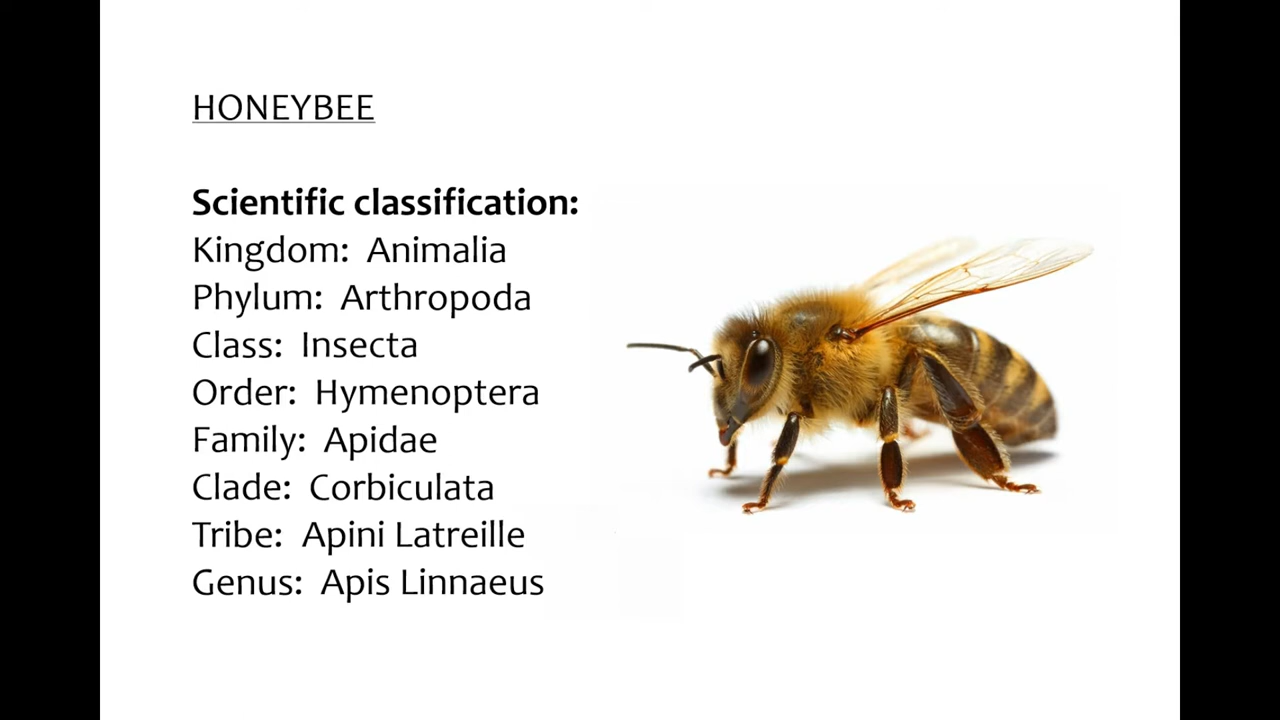 HONEYBEE
Scientific classification:
Kingdom: Animalia
Phylum: Arthropoda
Class: Insecta
Order: Hymenoptera
Family: Apidae
Clade: Corbiculata
Tribe: Apini Latreille
Genus: Apis Linnaeus